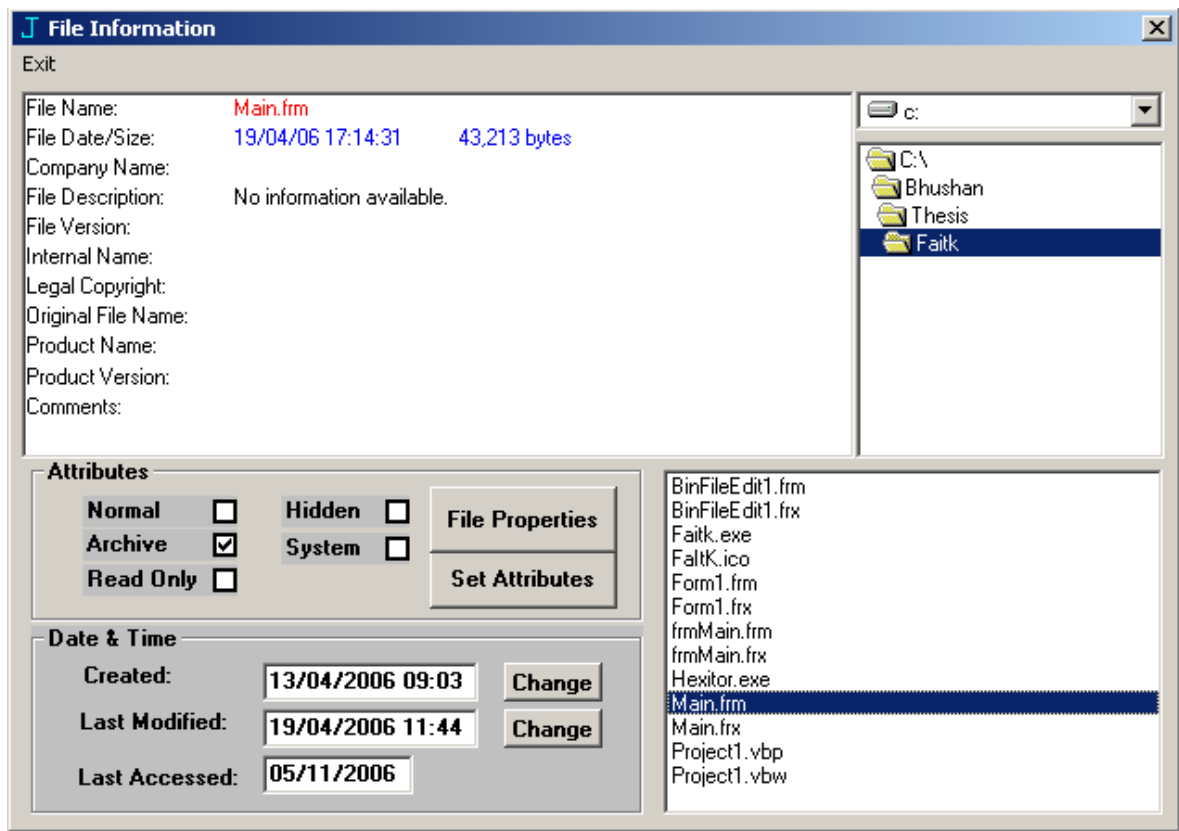 J File Information
Exit
File Name: Main.frm
File Date/Size: 19/04/06 17:14:31 43,213 bytes
Company Name:
File Description: No information available.
File Version:
Internal Name:
Legal Copyright:
Original File Name:
Product Name:
Product Version:
Comments:
c:
C:\
Bhushan
Thesis
Faitk
Attributes
Normal
Hidden
Archive
System
Read Only
File Properties
Set Attributes
Date & Time
Created: 13/04/2006 09:03 Change
Last Modified: 19/04/2006 11:44 Change
Last Accessed: 05/11/2006
BinFileEdit1.frm
BinFileEdit1.frx
Faitk.exe
FaItK.ico
Form1.frm
Form1.frx
frmMain.frm
frmMain.frx
Hexitor.exe
Main.frm
Main.frx
Project1.vbp
Project1.vbw